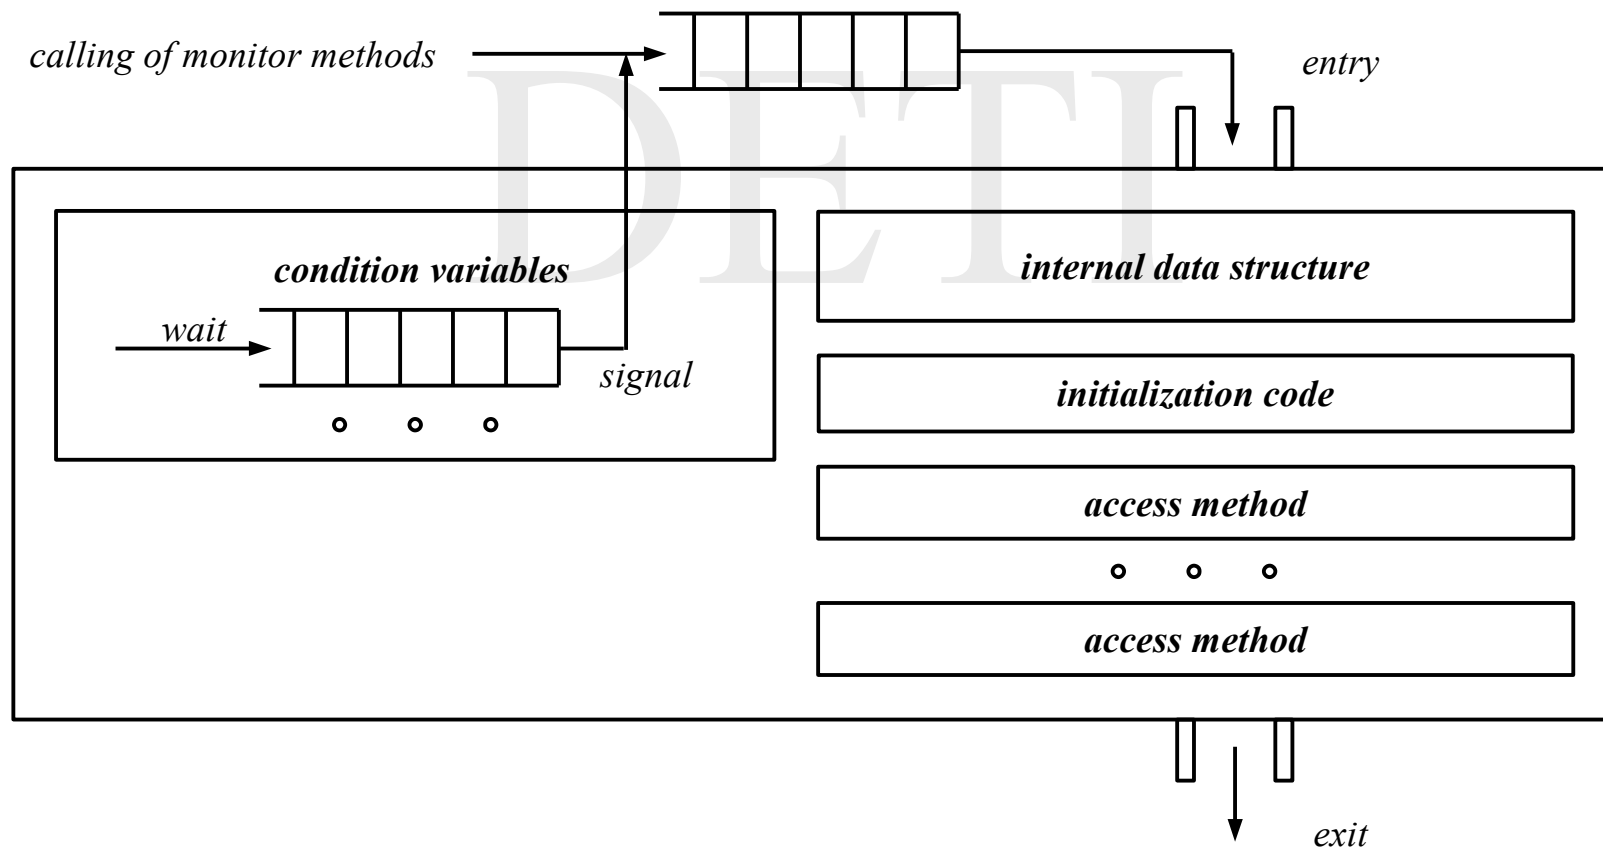 calling of monitor methods
entry
DETI
condition variables
internal data structure
wait
signal
initialization code
access method
access method
exit